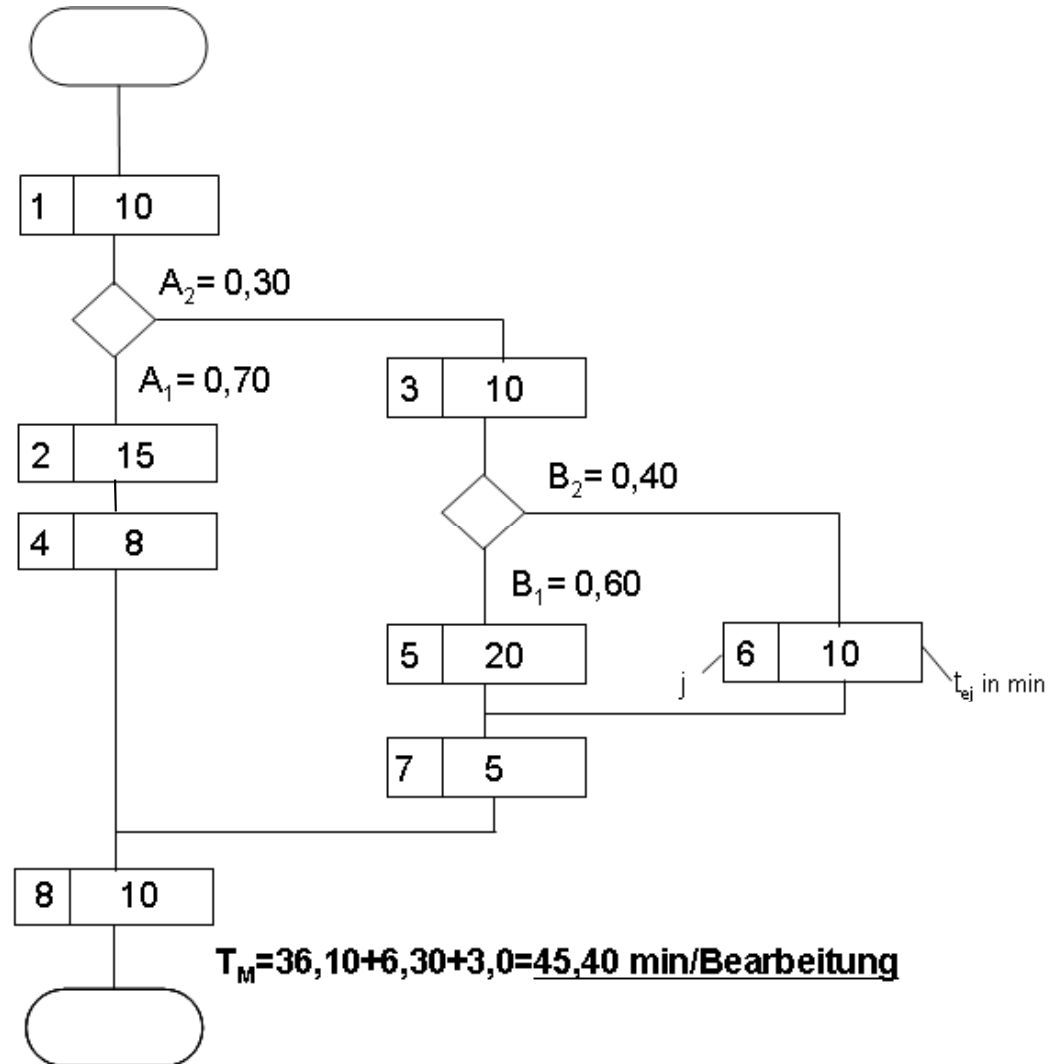 1 10
A₂= 0,30
A₁= 0,70
3 10
2 15
B₂= 0,40
4 8
B₁= 0,60
5 20
6 10
j
tₑⱼ in min
7 5
8 10
T_M=36,10+6,30+3,0=45,40 min/Bearbeitung